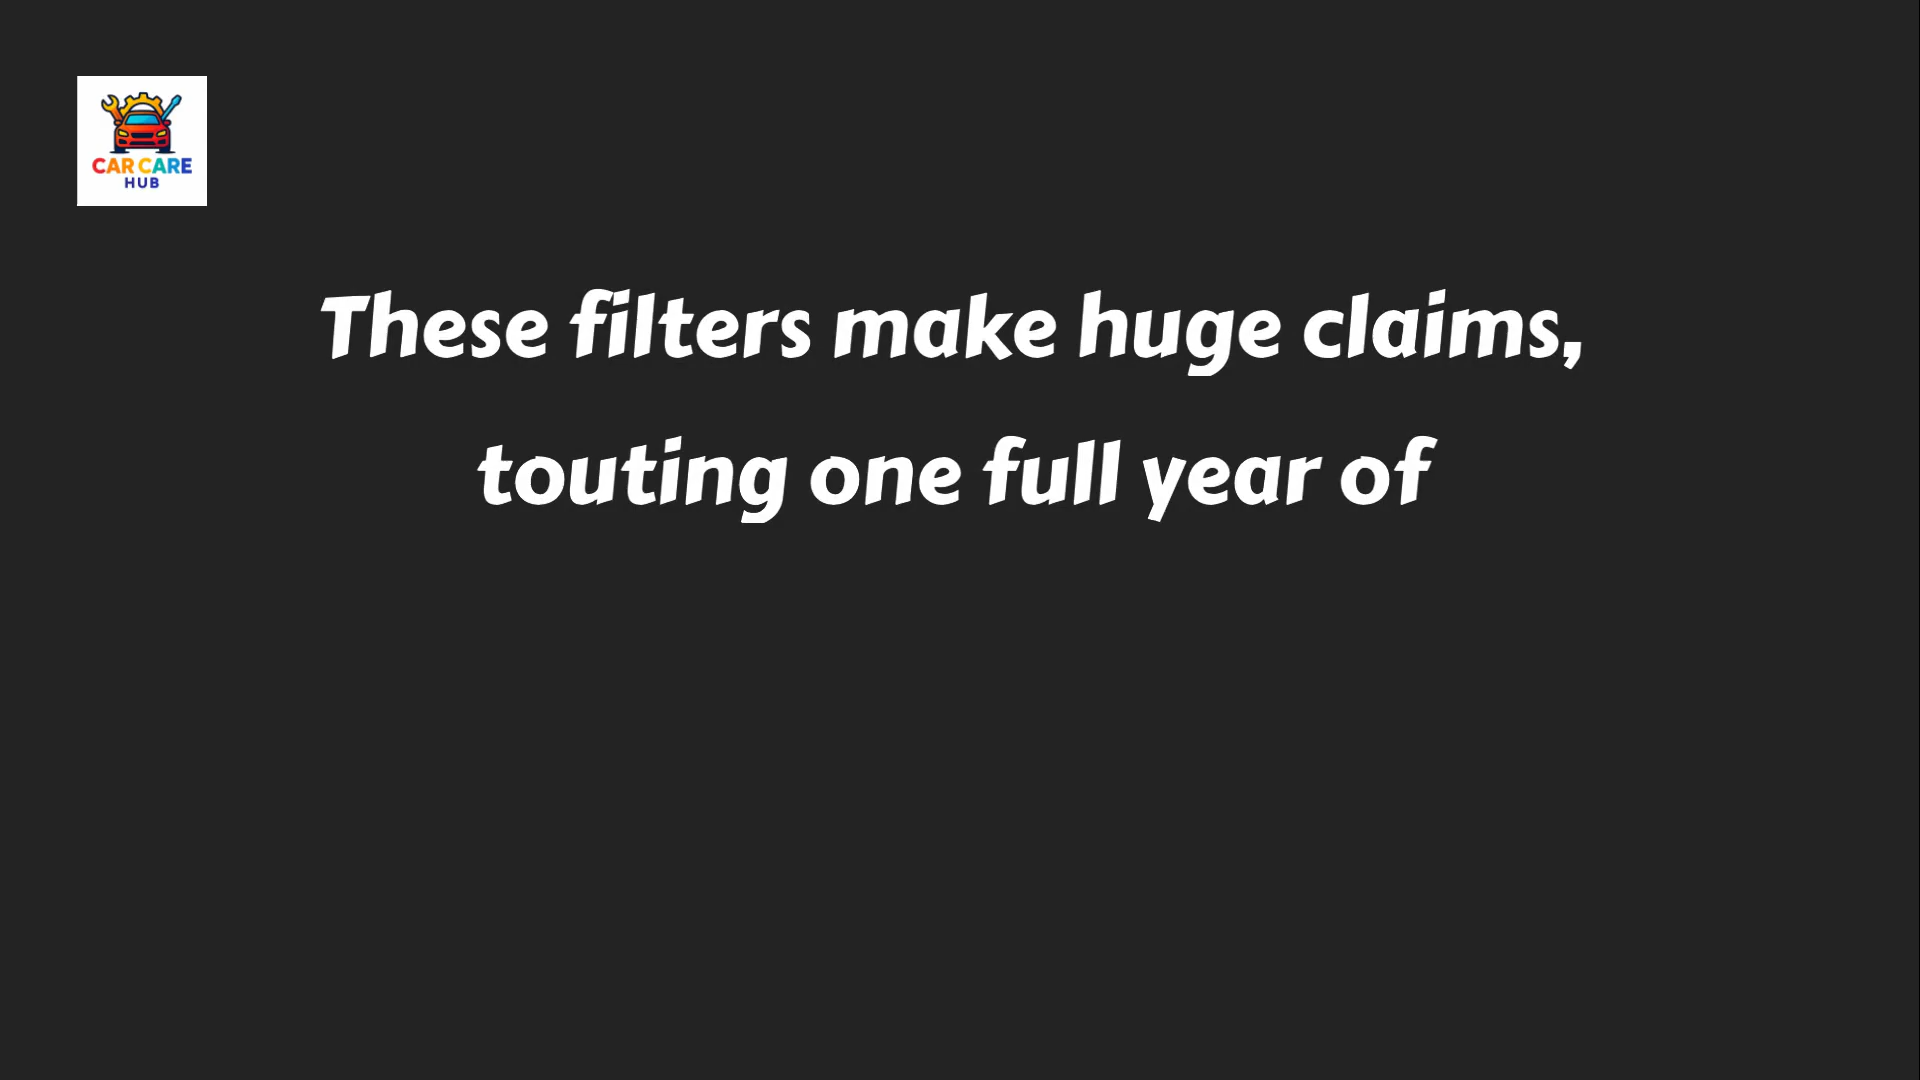 CAR CARE
HUB
These filters make huge claims,
touting one full year of